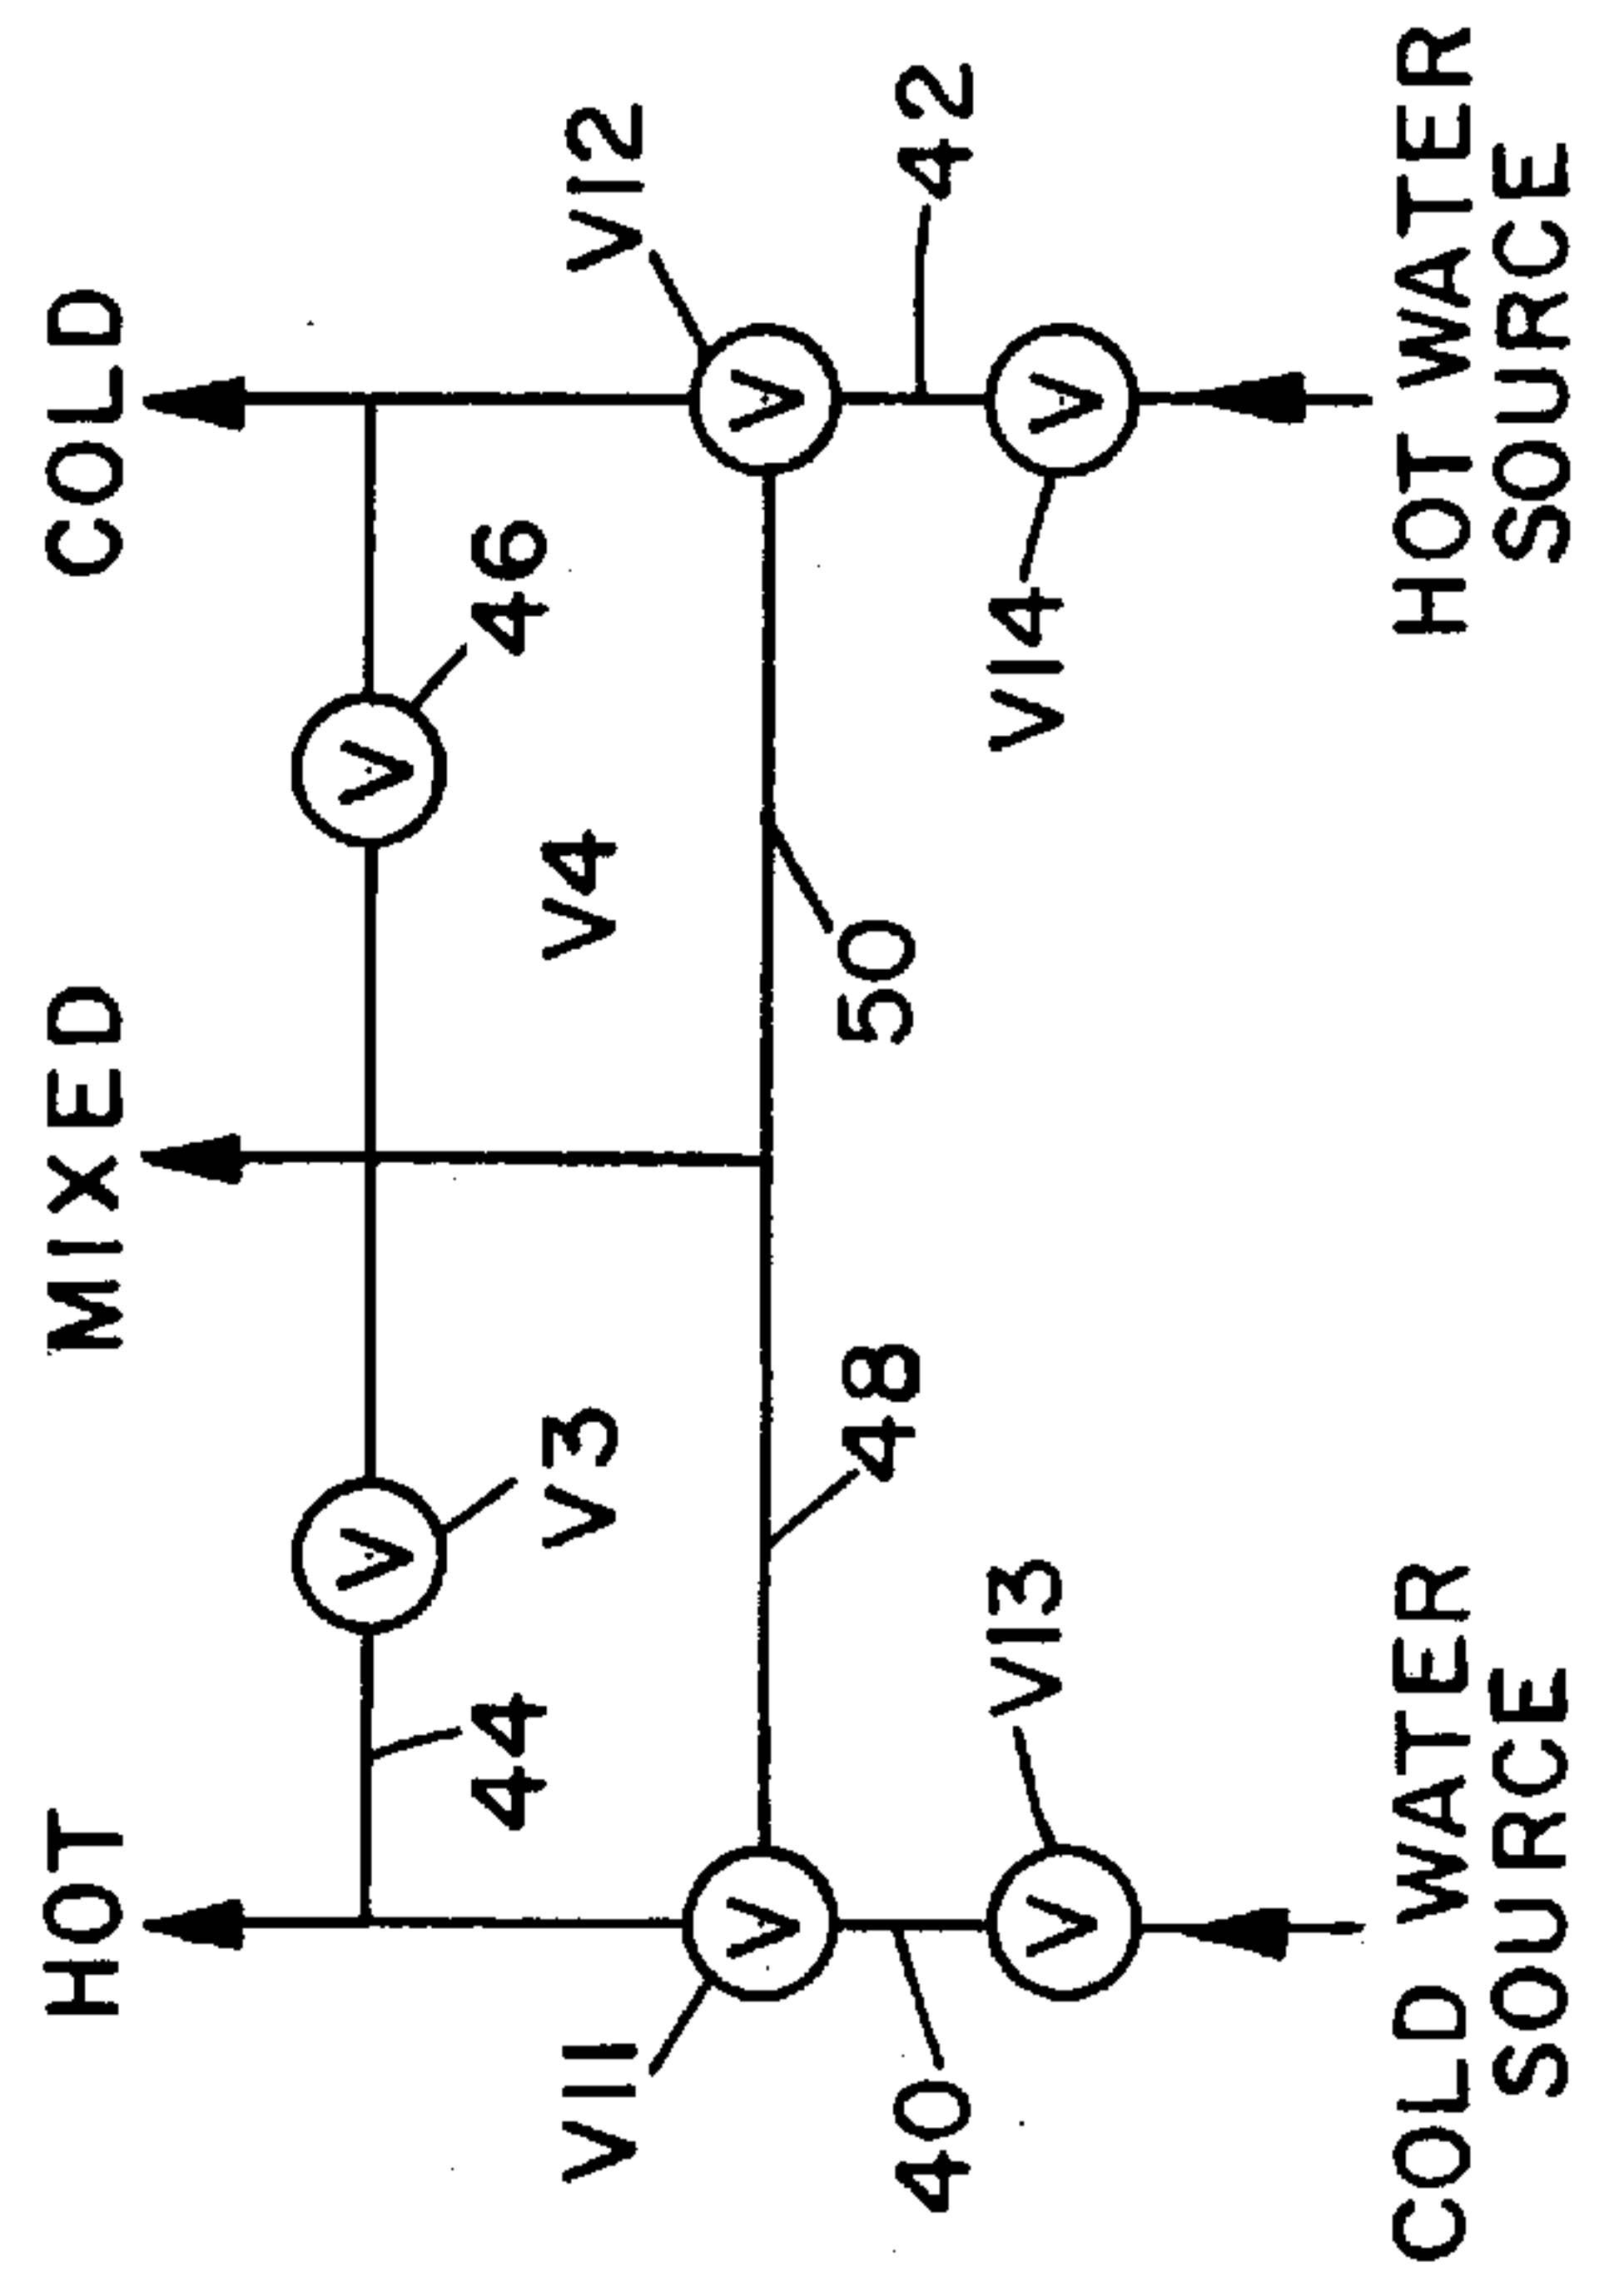 HOT
MIXED
COLD
V
V
44
46
V11
V3
V4
V12
V
V
48
50
40
42
V13
V14
V
V
COLD WATER
SOURCE
HOT WATER
SOURCE